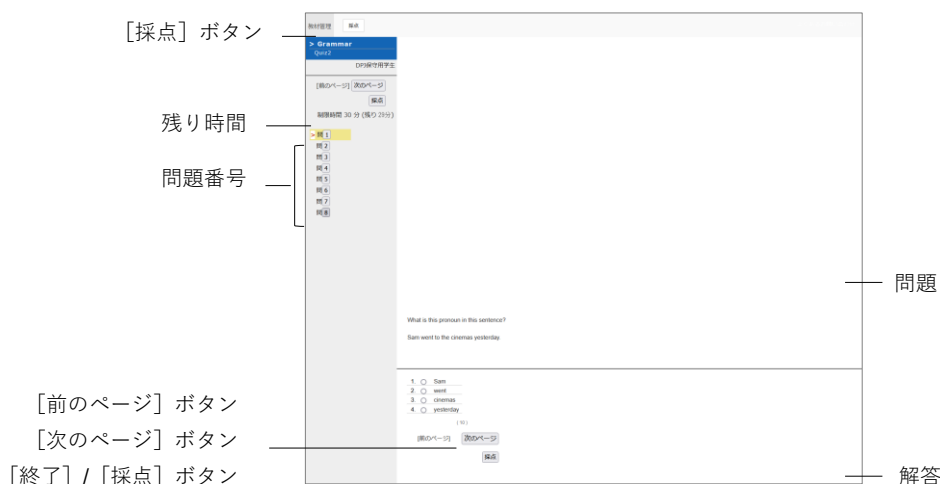 ［採点］ボタン
残り時間
問題番号
［前のページ］ボタン
［次のページ］ボタン
［終了］/［採点］ボタン
教材管理 採点
> Grammar
Quiz2
DP3保守用学生
[前のページ] 次のページ
採点
制限時間 30 分 (残り 29分)
> 問 1
問 2
問 3
問 4
問 5
問 6
問 7
問 8
What is this pronoun in this sentence?
Sam went to the cinemas yesterday.
1. Sam
2. went
3. cinemas
4. yesterday
(10)
[前のページ] 次のページ
採点
問題
解答